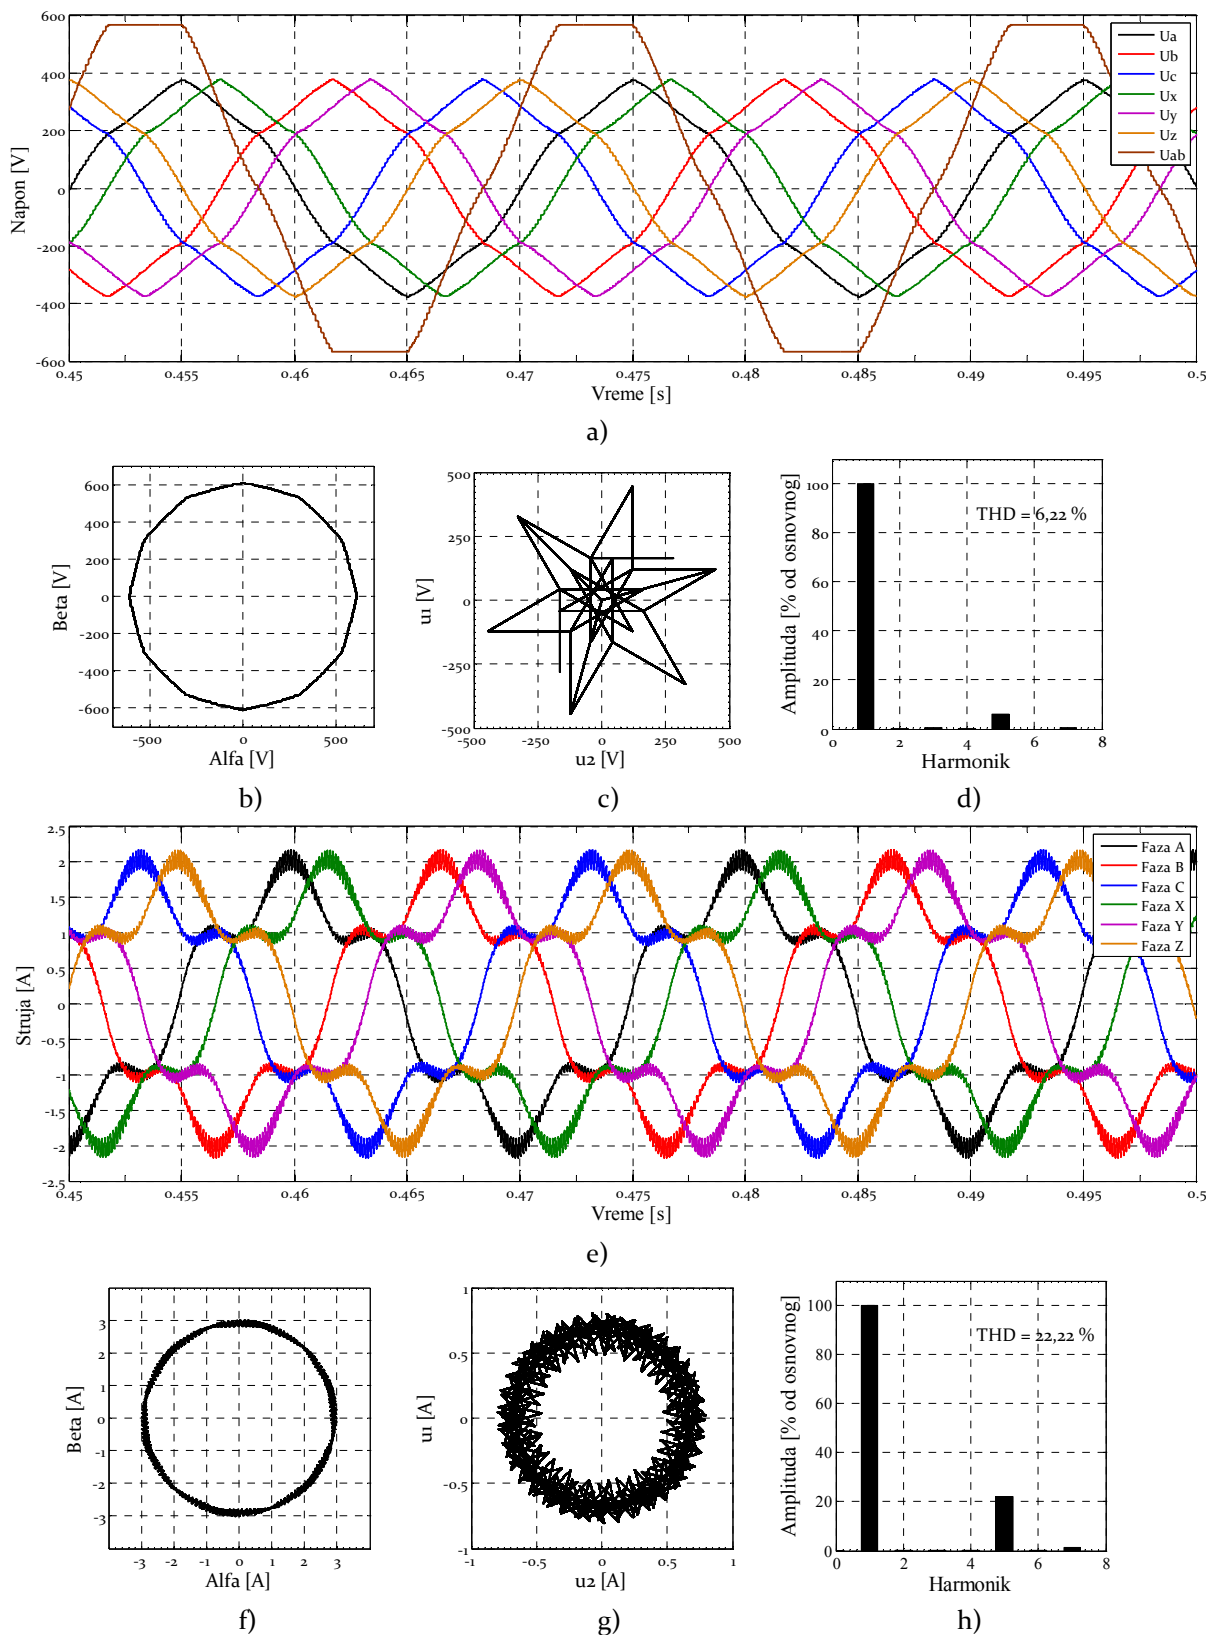 600
400
200
0
-200
-400
-600
Napon [V]
0.45
0.455
0.46
0.465
0.47
0.475
0.48
0.485
0.49
0.495
0.5
Vreme [s]
Ua
Ub
Uc
Ux
Uy
Uz
Uab
a)
600
400
200
0
-200
-400
-600
Beta [V]
-500
0
500
Alfa [V]
b)
500
250
0
-250
-500
u1 [V]
-500
-250
0
250
500
u2 [V]
c)
100
80
60
40
20
0
Amplituda [% od osnovnog]
THD = 6,22 %
0
2
4
6
8
Harmonik
d)
2.5
2
1.5
1
0.5
0
-0.5
-1
-1.5
-2
-2.5
Struja [A]
0.45
0.455
0.46
0.465
0.47
0.475
0.48
0.485
0.49
0.495
0.5
Vreme [s]
Faza A
Faza B
Faza C
Faza X
Faza Y
Faza Z
e)
3
2
1
0
-1
-2
-3
Beta [A]
-3
-2
-1
0
1
2
3
Alfa [A]
f)
1
0.5
0
-0.5
-1
u1 [A]
-1
-0.5
0
0.5
1
u2 [A]
g)
100
80
60
40
20
0
Amplituda [% od osnovnog]
THD = 22,22 %
0
2
4
6
8
Harmonik
h)